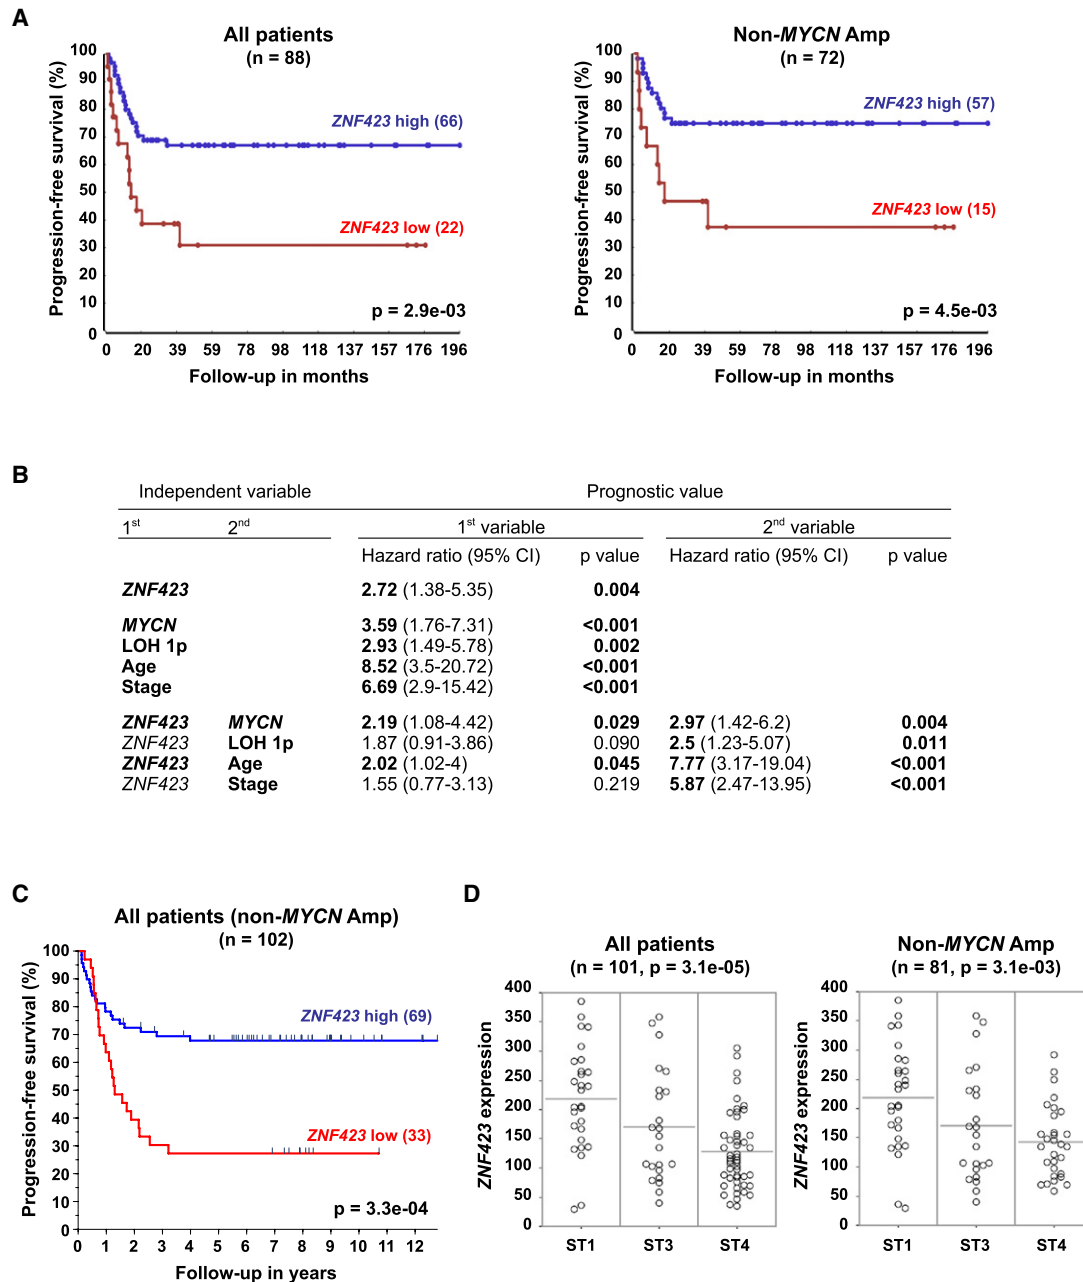 A
All patients
(n = 88)
Progression-free survival (%)
100
90
80
70
60
50
40
30
20
10
0
ZNF423 high (66)
ZNF423 low (22)
p = 2.9e-03
0 20 39 59 78 98 118 137 157 176 196
Follow-up in months
Non-MYCN Amp
(n = 72)
Progression-free survival (%)
100
90
80
70
60
50
40
30
20
10
0
ZNF423 high (57)
ZNF423 low (15)
p = 4.5e-03
0 20 39 59 78 98 118 137 157 176 196
Follow-up in months
B
Independent variable Prognostic value
1st 2nd 1st variable 2nd variable
Hazard ratio (95% CI) p value Hazard ratio (95% CI) p value
ZNF423 2.72 (1.38-5.35) 0.004
MYCN 3.59 (1.76-7.31) <0.001
LOH 1p 2.93 (1.49-5.78) 0.002
Age 8.52 (3.5-20.72) <0.001
Stage 6.69 (2.9-15.42) <0.001
ZNF423 MYCN 2.19 (1.08-4.42) 0.029 2.97 (1.42-6.2) 0.004
ZNF423 LOH 1p 1.87 (0.91-3.86) 0.090 2.5 (1.23-5.07) 0.011
ZNF423 Age 2.02 (1.02-4) 0.045 7.77 (3.17-19.04) <0.001
ZNF423 Stage 1.55 (0.77-3.13) 0.219 5.87 (2.47-13.95) <0.001
C
All patients (non-MYCN Amp)
(n = 102)
Progression-free survival (%)
100
90
80
70
60
50
40
30
20
10
0
ZNF423 high (69)
ZNF423 low (33)
p = 3.3e-04
0 1 2 3 4 5 6 7 8 9 10 11 12
Follow-up in years
D
All patients
(n = 101, p = 3.1e-05)
ZNF423 expression
400
350
300
250
200
150
100
50
0
ST1 ST3 ST4
Non-MYCN Amp
(n = 81, p = 3.1e-03)
ZNF423 expression
400
350
300
250
200
150
100
50
0
ST1 ST3 ST4